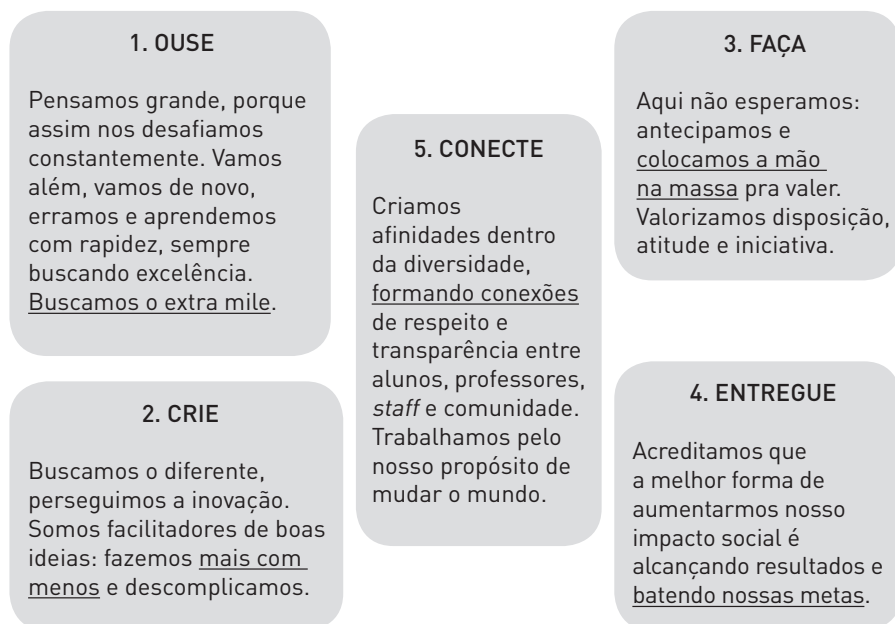 1. OUSE
Pensamos grande, porque
assim nos desafiamos
constantemente. Vamos
além, vamos de novo,
erramos e aprendemos
com rapidez, sempre
buscando excelência.
Buscamos o extra mile.
2. CRIE
Buscamos o diferente,
perseguimos a inovação.
Somos facilitadores de boas
ideias: fazemos mais com
menos e descomplicamos.
3. FAÇA
Aqui não esperamos:
antecipamos e
colocamos a mão
na massa pra valer.
Valorizamos disposição,
atitude e iniciativa.
4. ENTREGUE
Acreditamos que
a melhor forma de
aumentarmos nosso
impacto social é
alcançando resultados e
batendo nossas metas.
5. CONECTE
Criamos
afinidades dentro
da diversidade,
formando conexões
de respeito e
transparência entre
alunos, professores,
staff e comunidade.
Trabalhamos pelo
nosso propósito de
mudar o mundo.